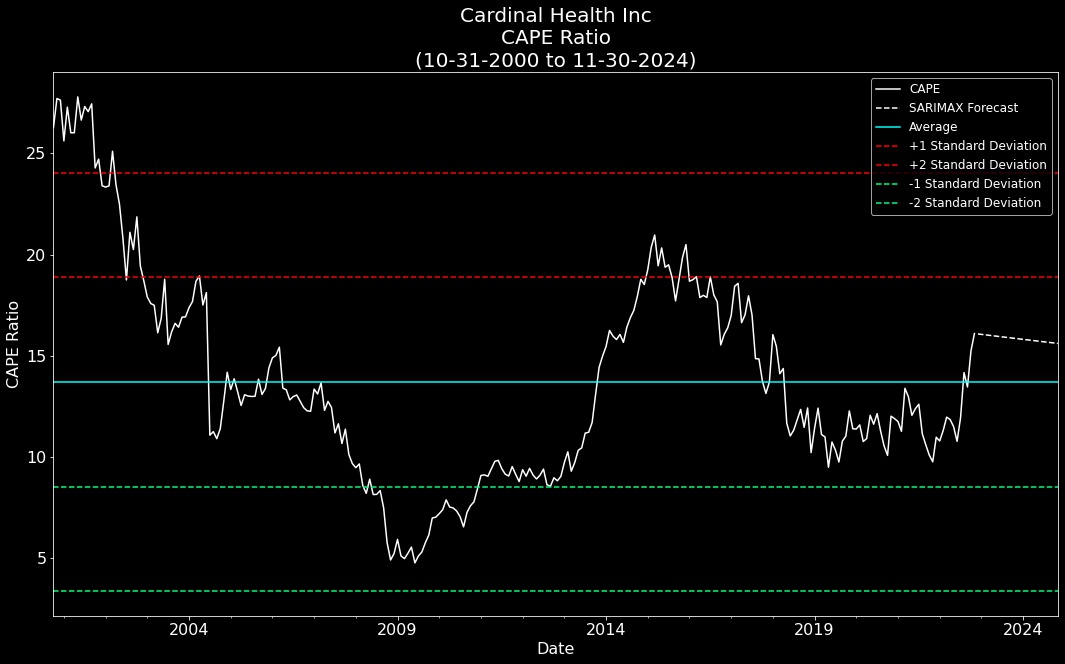 Cardinal Health Inc
CAPE Ratio
(10-31-2000 to 11-30-2024)
CAPE
SARIMAX Forecast
Average
+1 Standard Deviation
+2 Standard Deviation
-1 Standard Deviation
-2 Standard Deviation
CAPE Ratio
25
20
15
10
5
2004
2009
2014
2019
2024
Date